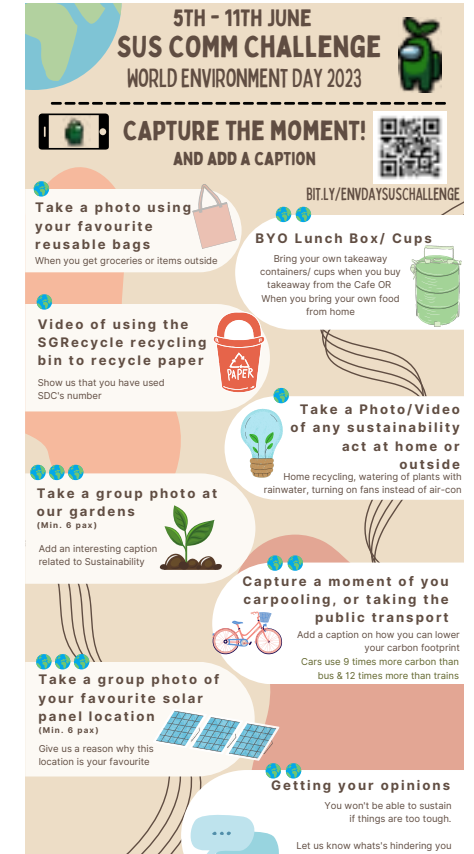 5TH - 11TH JUNE
SUS COMM CHALLENGE
WORLD ENVIRONMENT DAY 2023
CAPTURE THE MOMENT!
AND ADD A CAPTION
BIT.LY/ENVDAYSUSCHALLENGE
Take a photo using
your favourite
reusable bags
When you get groceries or items outside
BYO Lunch Box/ Cups
Bring your own takeaway
containers/ cups when you buy
takeaway from the Cafe OR
When you bring your own food
from home
Video of using the
SGRecycle recycling
bin to recycle paper
Show us that you have used
SDC's number
PAPER
Take a Photo/Video
of any sustainability
act at home or
outside
Home recycling, watering of plants with
rainwater, turning on fans instead of air-con
Take a group photo at
our gardens
(Min. 6 pax)
Add an interesting caption
related to Sustainability
Capture a moment of you
carpooling, or taking the
public transport
Add a caption on how you can lower
your carbon footprint
Cars use 9 times more carbon than
bus & 12 times more than trains
Take a group photo of
your favourite solar
panel location
(Min. 6 pax)
Give us a reason why this
location is your favourite
Getting your opinions
You won't be able to sustain
if things are too tough.
Let us know whats's hindering you